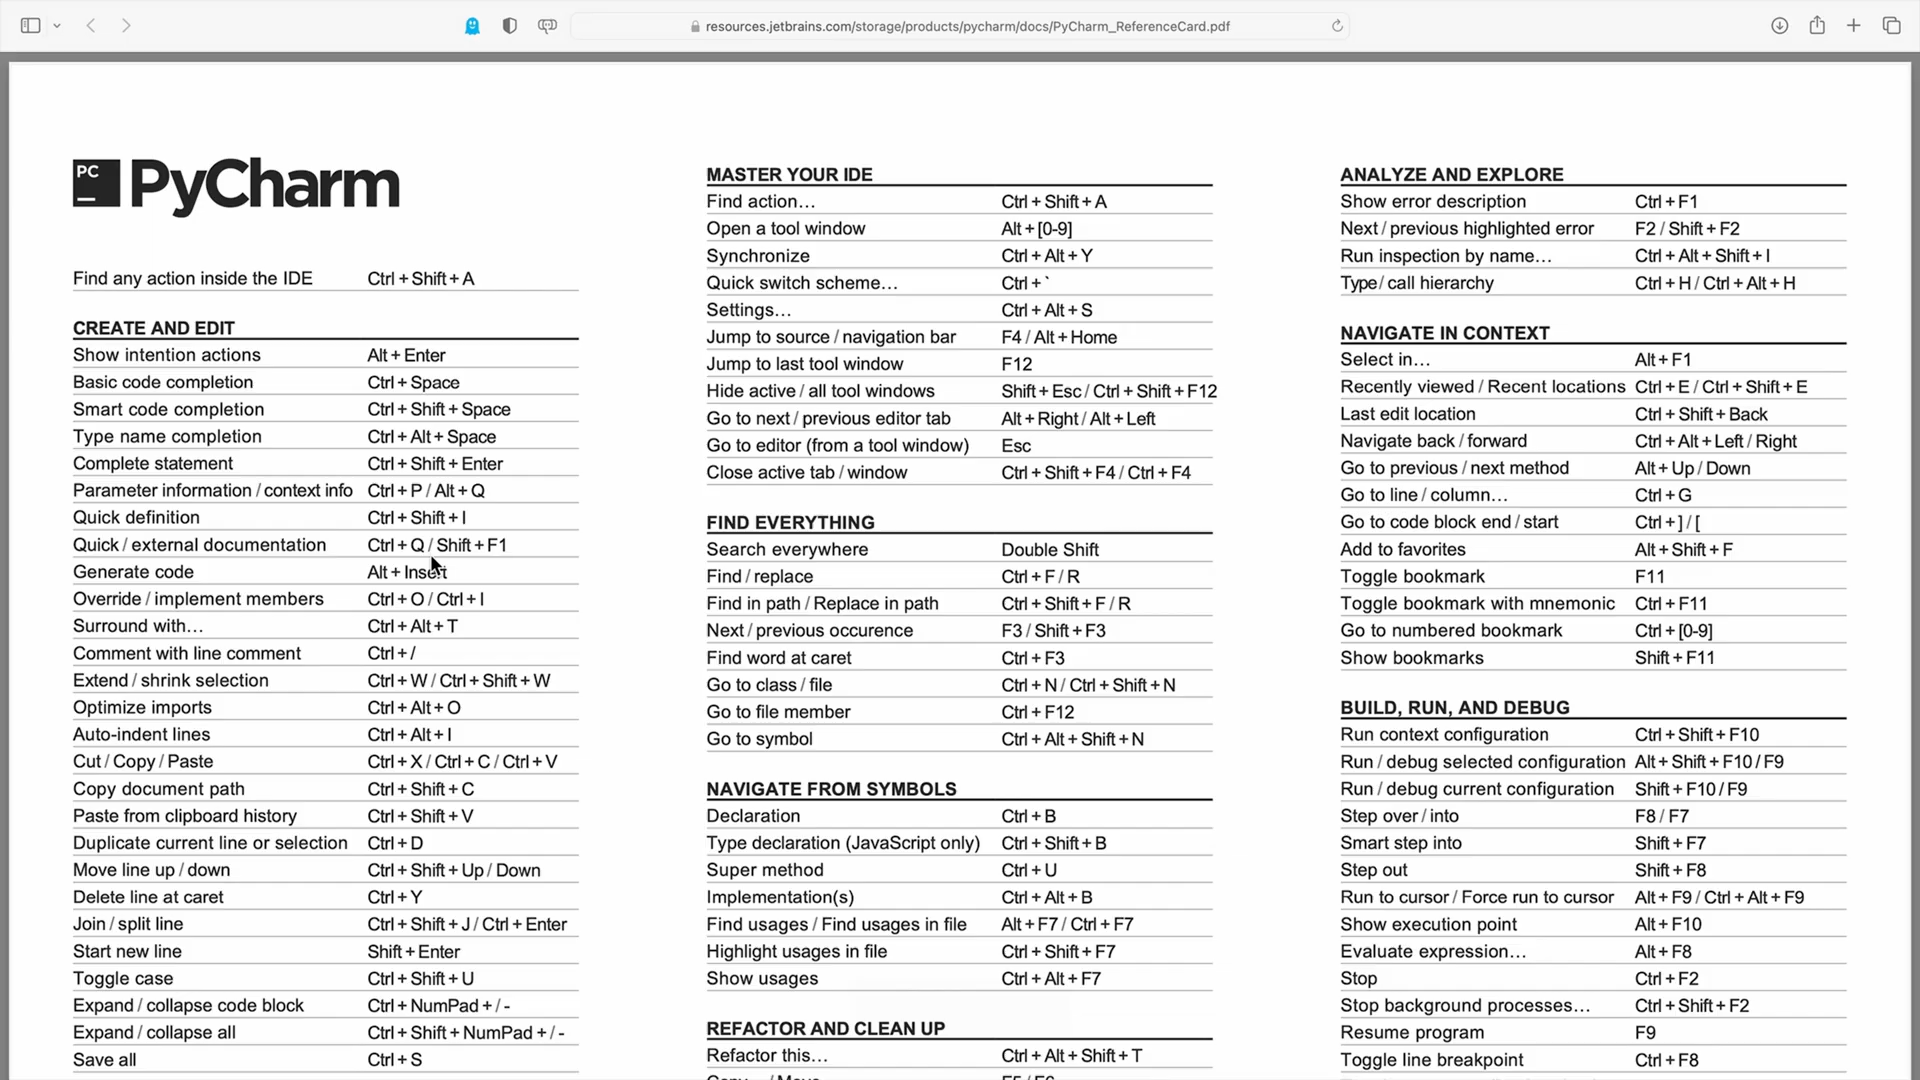 resources.jetbrains.com/storage/products/pycharm/docs/PyCharm_ReferenceCard.pdf
PC
PyCharm
Find any action inside the IDE Ctrl + Shift + A
CREATE AND EDIT
Show intention actions Alt + Enter
Basic code completion Ctrl + Space
Smart code completion Ctrl + Shift + Space
Type name completion Ctrl + Alt + Space
Complete statement Ctrl + Shift + Enter
Parameter information / context info Ctrl + P / Alt + Q
Quick definition Ctrl + Shift + I
Quick / external documentation Ctrl + Q / Shift + F1
Generate code Alt + Insert
Override / implement members Ctrl + O / Ctrl + I
Surround with… Ctrl + Alt + T
Comment with line comment Ctrl + /
Extend / shrink selection Ctrl + W / Ctrl + Shift + W
Optimize imports Ctrl + Alt + O
Auto-indent lines Ctrl + Alt + I
Cut / Copy / Paste Ctrl + X / Ctrl + C / Ctrl + V
Copy document path Ctrl + Shift + C
Paste from clipboard history Ctrl + Shift + V
Duplicate current line or selection Ctrl + D
Move line up / down Ctrl + Shift + Up / Down
Delete line at caret Ctrl + Y
Join / split line Ctrl + Shift + J / Ctrl + Enter
Start new line Shift + Enter
Toggle case Ctrl + Shift + U
Expand / collapse code block Ctrl + NumPad + / -
Expand / collapse all Ctrl + Shift + NumPad + / -
Save all Ctrl + S
MASTER YOUR IDE
Find action… Ctrl + Shift + A
Open a tool window Alt + [0-9]
Synchronize Ctrl + Alt + Y
Quick switch scheme… Ctrl + `
Settings… Ctrl + Alt + S
Jump to source / navigation bar F4 / Alt + Home
Jump to last tool window F12
Hide active / all tool windows Shift + Esc / Ctrl + Shift + F12
Go to next / previous editor tab Alt + Right / Alt + Left
Go to editor (from a tool window) Esc
Close active tab / window Ctrl + Shift + F4 / Ctrl + F4
FIND EVERYTHING
Search everywhere Double Shift
Find / replace Ctrl + F / R
Find in path / Replace in path Ctrl + Shift + F / R
Next / previous occurence F3 / Shift + F3
Find word at caret Ctrl + F3
Go to class / file Ctrl + N / Ctrl + Shift + N
Go to file member Ctrl + F12
Go to symbol Ctrl + Alt + Shift + N
NAVIGATE FROM SYMBOLS
Declaration Ctrl + B
Type declaration (JavaScript only) Ctrl + Shift + B
Super method Ctrl + U
Implementation(s) Ctrl + Alt + B
Find usages / Find usages in file Alt + F7 / Ctrl + F7
Highlight usages in file Ctrl + Shift + F7
Show usages Ctrl + Alt + F7
REFACTOR AND CLEAN UP
Refactor this… Ctrl + Alt + Shift + T
ANALYZE AND EXPLORE
Show error description Ctrl + F1
Next / previous highlighted error F2 / Shift + F2
Run inspection by name… Ctrl + Alt + Shift + I
Type / call hierarchy Ctrl + H / Ctrl + Alt + H
NAVIGATE IN CONTEXT
Select in… Alt + F1
Recently viewed / Recent locations Ctrl + E / Ctrl + Shift + E
Last edit location Ctrl + Shift + Back
Navigate back / forward Ctrl + Alt + Left / Right
Go to previous / next method Alt + Up / Down
Go to line / column… Ctrl + G
Go to code block end / start Ctrl + ] / [
Add to favorites Alt + Shift + F
Toggle bookmark F11
Toggle bookmark with mnemonic Ctrl + F11
Go to numbered bookmark Ctrl + [0-9]
Show bookmarks Shift + F11
BUILD, RUN, AND DEBUG
Run context configuration Ctrl + Shift + F10
Run / debug selected configuration Alt + Shift + F10 / F9
Run / debug current configuration Shift + F10 / F9
Step over / into F8 / F7
Smart step into Shift + F7
Step out Shift + F8
Run to cursor / Force run to cursor Alt + F9 / Ctrl + Alt + F9
Show execution point Alt + F10
Evaluate expression… Alt + F8
Stop Ctrl + F2
Stop background processes… Ctrl + Shift + F2
Resume program F9
Toggle line breakpoint Ctrl + F8